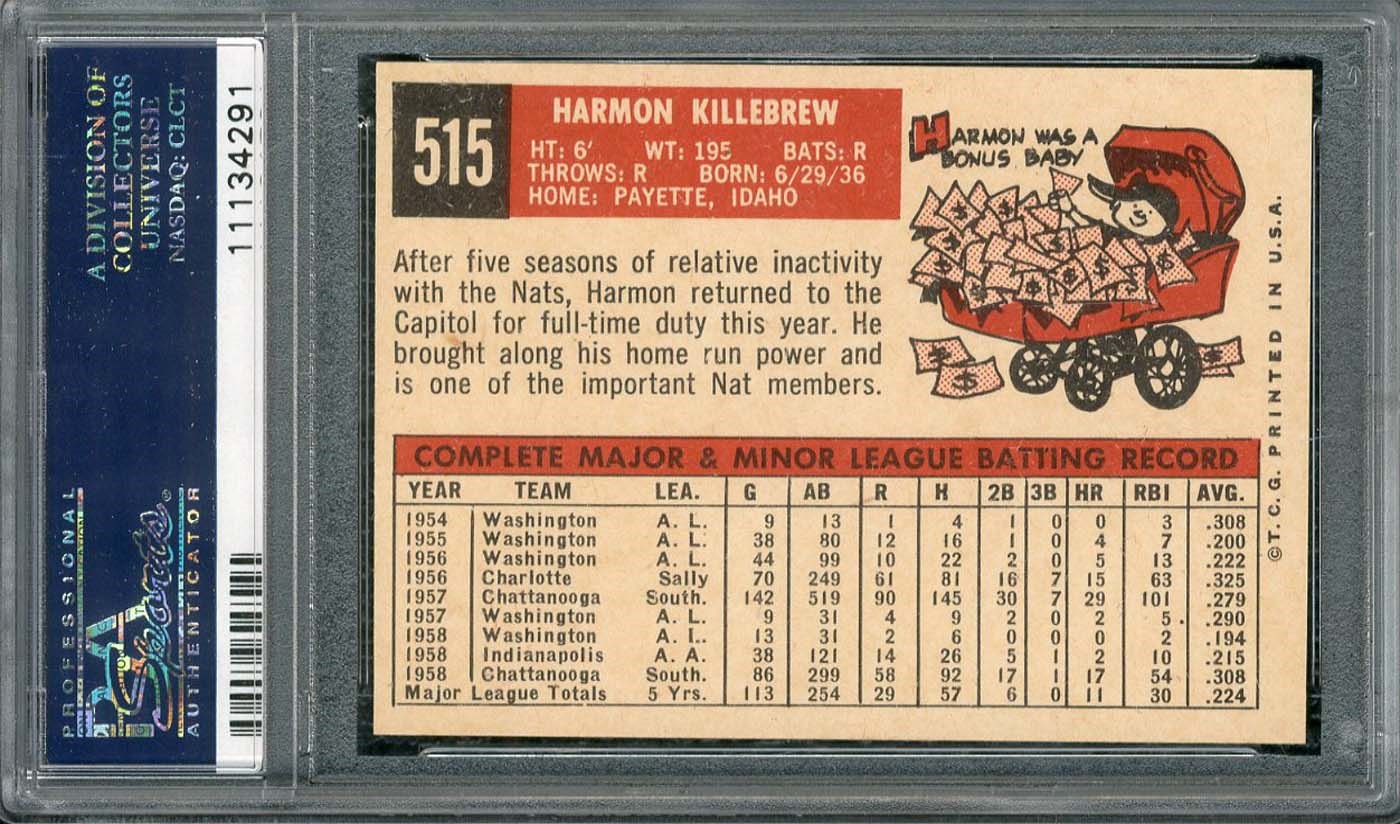 A DIVISION OF
COLLECTORS
UNIVERSE
NASDAQ: CLCT
11134291
PROFESSIONAL
PSA
Sports®
AUTHENTICATOR
515
HARMON KILLEBREW
HT: 6' WT: 195 BATS: R
THROWS: R BORN: 6/29/36
HOME: PAYETTE, IDAHO
HARMON WAS A
BONUS BABY
After five seasons of relative inactivity
with the Nats, Harmon returned to the
Capitol for full-time duty this year. He
brought along his home run power and
is one of the important Nat members.
COMPLETE MAJOR & MINOR LEAGUE BATTING RECORD
YEAR TEAM LEA. G AB R H 2B 3B HR RBI AVG.
1954 Washington A. L. 9 13 1 4 1 0 0 3 .308
1955 Washington A. L. 38 80 12 16 1 0 4 7 .200
1956 Washington A. L. 44 99 10 22 2 0 5 13 .222
1956 Charlotte Sally 70 249 61 81 16 7 15 63 .325
1957 Chattanooga South. 142 519 90 145 30 7 29 101 .279
1957 Washington A. L. 9 31 4 9 2 0 2 5 .290
1958 Washington A. L. 13 31 2 6 0 0 0 2 .194
1958 Indianapolis A. A. 38 121 14 26 5 1 2 10 .215
1958 Chattanooga South. 86 299 58 92 17 1 17 54 .308
Major League Totals 5 Yrs. 113 254 29 57 6 0 11 30 .224
©T. C. G. PRINTED IN U.S.A.